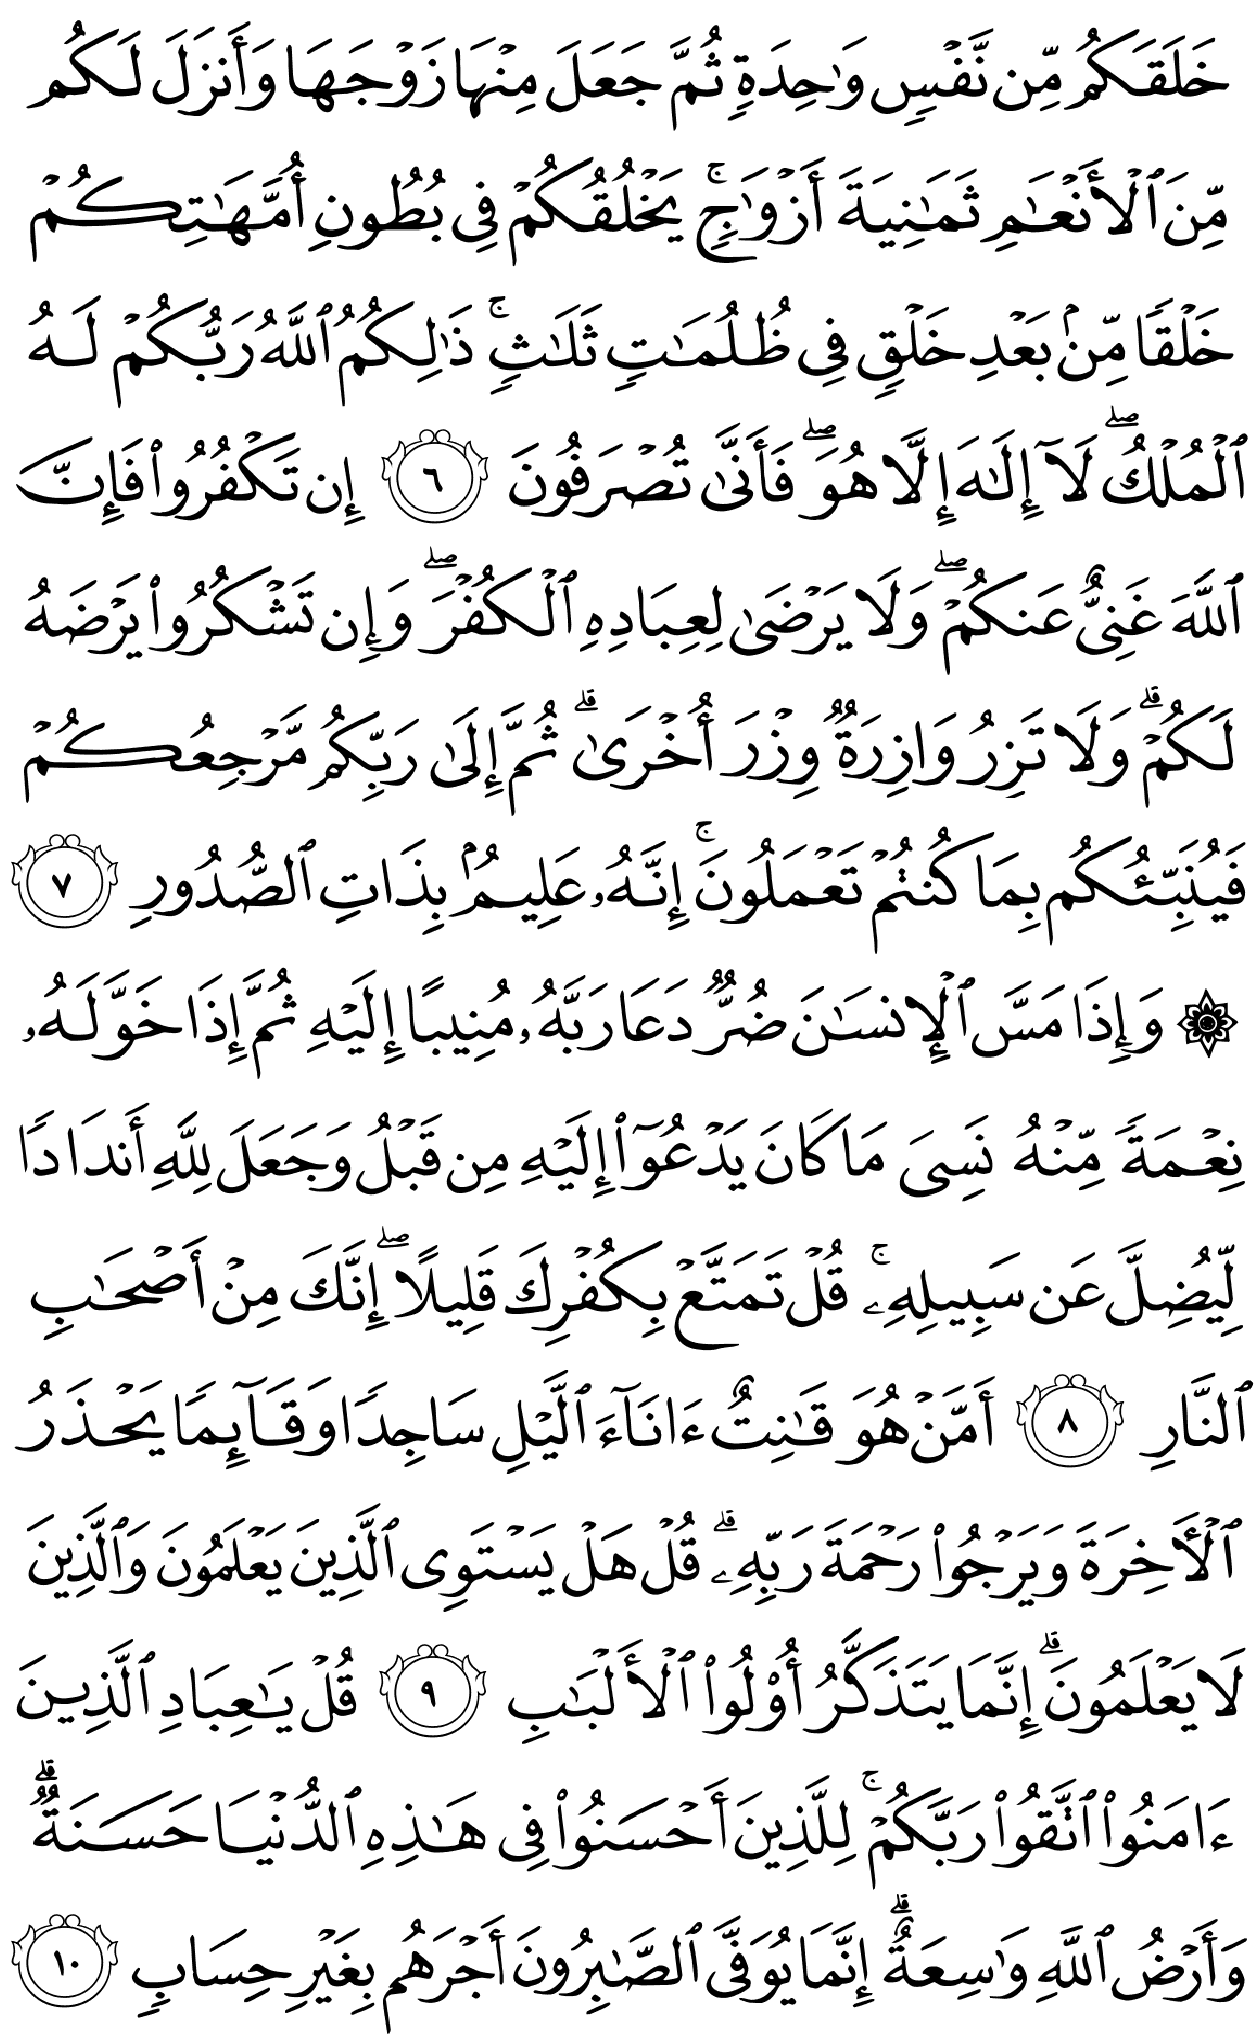 خَلَقَكُم مِّن نَّفْسٍ وَٰحِدَةٍ ثُمَّ جَعَلَ مِنْهَا زَوْجَهَا وَأَنزَلَ لَكُم
مِّنَ ٱلْأَنْعَٰمِ ثَمَٰنِيَةَ أَزْوَٰجٍ ۚ يَخْلُقُكُمْ فِى بُطُونِ أُمَّهَٰتِكُمْ
خَلْقًا مِّنۢ بَعْدِ خَلْقٍ فِى ظُلُمَٰتٍ ثَلَٰثٍ ۚ ذَٰلِكُمُ ٱللَّهُ رَبُّكُمْ لَهُ
ٱلْمُلْكُ ۖ لَآ إِلَٰهَ إِلَّا هُوَ ۖ فَأَنَّىٰ تُصْرَفُونَ ٦ إِن تَكْفُرُوا۟ فَإِنَّ
ٱللَّهَ غَنِىٌّ عَنكُمْ ۖ وَلَا يَرْضَىٰ لِعِبَادِهِ ٱلْكُفْرَ ۖ وَإِن تَشْكُرُوا۟ يَرْضَهُ
لَكُمْ ۗ وَلَا تَزِرُ وَازِرَةٌ وِزْرَ أُخْرَىٰ ۗ ثُمَّ إِلَىٰ رَبِّكُم مَّرْجِعُكُمْ
فَيُنَبِّئُكُم بِمَا كُنتُمْ تَعْمَلُونَ ۚ إِنَّهُۥ عَلِيمٌۢ بِذَاتِ ٱلصُّدُورِ ٧
۞ وَإِذَا مَسَّ ٱلْإِنسَٰنَ ضُرٌّ دَعَا رَبَّهُۥ مُنِيبًا إِلَيْهِ ثُمَّ إِذَا خَوَّلَهُۥ
نِعْمَةً مِّنْهُ نَسِىَ مَا كَانَ يَدْعُوٓا۟ إِلَيْهِ مِن قَبْلُ وَجَعَلَ لِلَّهِ أَندَادًا
لِّيُضِلَّ عَن سَبِيلِهِۦ ۚ قُلْ تَمَتَّعْ بِكُفْرِكَ قَلِيلًا ۖ إِنَّكَ مِنْ أَصْحَٰبِ
ٱلنَّارِ ٨ أَمَّنْ هُوَ قَٰنِتٌ ءَانَآءَ ٱلَّيْلِ سَاجِدًا وَقَآئِمًا يَحْذَرُ
ٱلْءَاخِرَةَ وَيَرْجُوا۟ رَحْمَةَ رَبِّهِۦ ۗ قُلْ هَلْ يَسْتَوِى ٱلَّذِينَ يَعْلَمُونَ وَٱلَّذِينَ
لَا يَعْلَمُونَ ۗ إِنَّمَا يَتَذَكَّرُ أُو۟لُوا۟ ٱلْأَلْبَٰبِ ٩ قُلْ يَٰعِبَادِ ٱلَّذِينَ
ءَامَنُوا۟ ٱتَّقُوا۟ رَبَّكُمْ ۚ لِلَّذِينَ أَحْسَنُوا۟ فِى هَٰذِهِ ٱلدُّنْيَا حَسَنَةٌ ۗ
وَأَرْضُ ٱللَّهِ وَٰسِعَةٌ ۗ إِنَّمَا يُوَفَّى ٱلصَّٰبِرُونَ أَجْرَهُم بِغَيْرِ حِسَابٍ ١٠